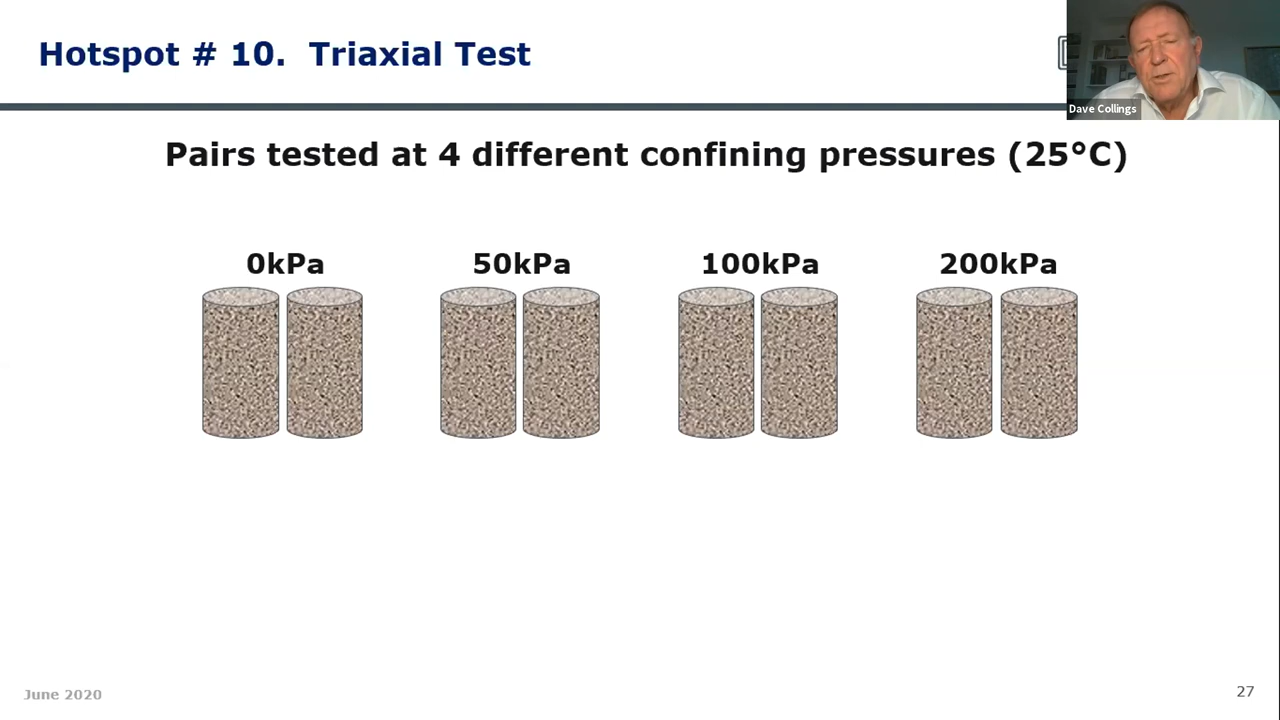 Hotspot # 10.  Triaxial Test
Dave Collings
Pairs tested at 4 different confining pressures (25°C)
0kPa
50kPa
100kPa
200kPa
June 2020
27